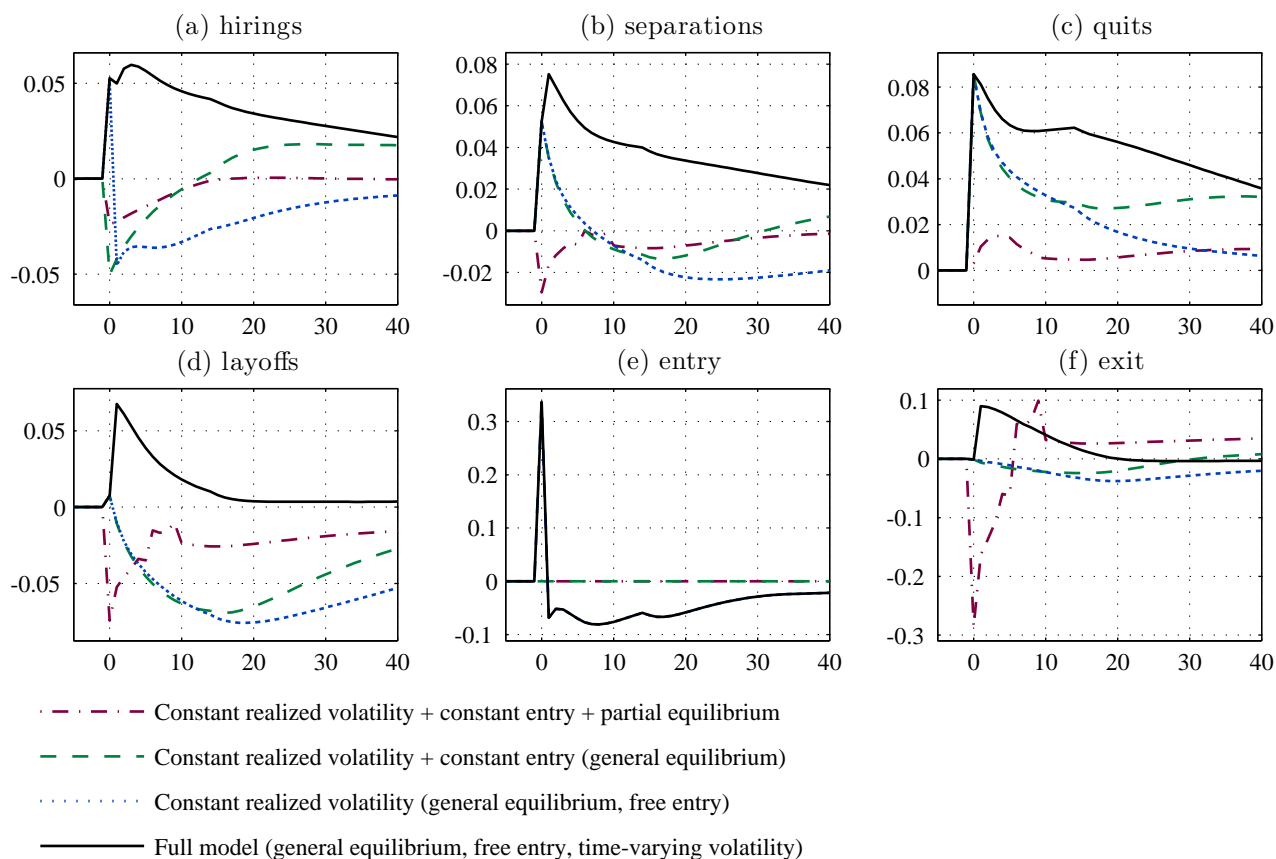 (a) hirings
(b) separations
(c) quits
0.05
0
-0.05
0 10 20 30 40
0.08
0.06
0.04
0.02
0
-0.02
0 10 20 30 40
0.08
0.06
0.04
0.02
0
0 10 20 30 40
(d) layoffs
(e) entry
(f) exit
0.05
0
-0.05
0 10 20 30 40
0.3
0.2
0.1
0
-0.1
0 10 20 30 40
0.1
0
-0.1
-0.2
-0.3
0 10 20 30 40
Constant realized volatility + constant entry + partial equilibrium
Constant realized volatility + constant entry (general equilibrium)
Constant realized volatility (general equilibrium, free entry)
Full model (general equilibrium, free entry, time-varying volatility)